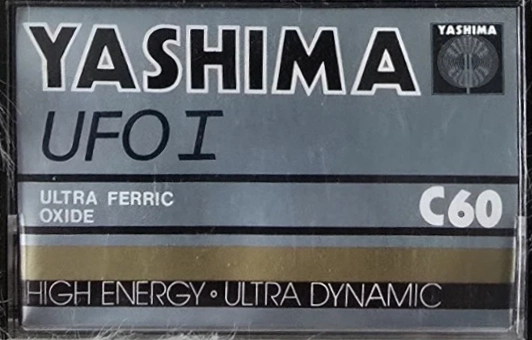 YASHIMA
YASHIMA
UFO I
ULTRA FERRIC
OXIDE
C60
HIGH ENERGY • ULTRA DYNAMIC